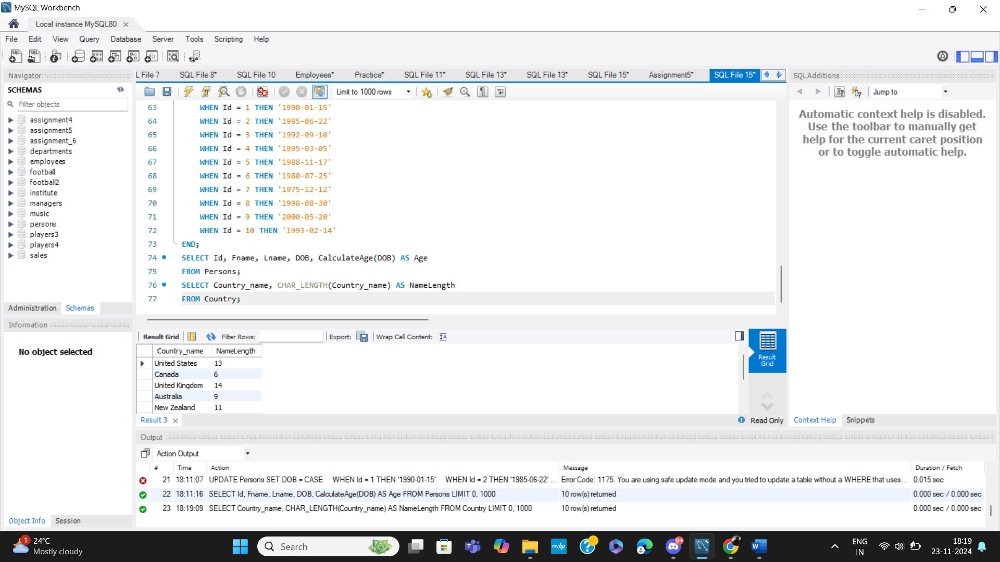 MySQL Workbench
Local instance MySQL80
File Edit View Query Database Server Tools Scripting Help
Navigator
SCHEMAS
Filter objects
assignment4
assignment5
assignment_6
departments
employees
football
football2
institute
managers
music
persons
players3
players4
sales
Administration Schemas
Information
No object selected
Object Info Session
L File 7 SQL File 8* SQL File 10 Employees* Practice* SQL File 11* SQL File 13* SQL File 13* SQL File 15* Assignment5* SQL File 15*
Limit to 1000 rows
63 WHEN Id = 1 THEN '1990-01-15'
64 WHEN Id = 2 THEN '1985-06-22'
65 WHEN Id = 3 THEN '1992-09-10'
66 WHEN Id = 4 THEN '1995-03-05'
67 WHEN Id = 5 THEN '1988-11-17'
68 WHEN Id = 6 THEN '1980-07-25'
69 WHEN Id = 7 THEN '1975-12-12'
70 WHEN Id = 8 THEN '1998-08-30'
71 WHEN Id = 9 THEN '2000-05-20'
72 WHEN Id = 10 THEN '1993-02-14'
73 END;
74 SELECT Id, Fname, Lname, DOB, CalculateAge(DOB) AS Age
75 FROM Persons;
76 SELECT Country_name, CHAR_LENGTH(Country_name) AS NameLength
77 FROM Country;
Result Grid Filter Rows: Export: Wrap Cell Content:
Country_name NameLength
United States 13
Canada 6
United Kingdom 14
Australia 9
New Zealand 11
Result Grid
Result 3
Read Only
SQLAdditions
Jump to
Automatic context help is disabled.
Use the toolbar to manually get
help for the current caret position
or to toggle automatic help.
Context Help Snippets
Output
Action Output
# Time Action Message Duration / Fetch
21 18:11:07 UPDATE Persons SET DOB = CASE WHEN Id = 1 THEN '1990-01-15' WHEN Id = 2 THEN '1985-06-22' ... Error Code: 1175. You are using safe update mode and you tried to update a table without a WHERE that uses... 0.015 sec
22 18:11:16 SELECT Id, Fname, Lname, DOB, CalculateAge(DOB) AS Age FROM Persons LIMIT 0, 1000 10 row(s) returned 0.000 sec / 0.000 sec
23 18:19:09 SELECT Country_name, CHAR_LENGTH(Country_name) AS NameLength FROM Country LIMIT 0, 1000 10 row(s) returned 0.000 sec / 0.000 sec
1
24°C
Mostly cloudy
Search
myhp
9+
ENG
IN
18:19
23-11-2024